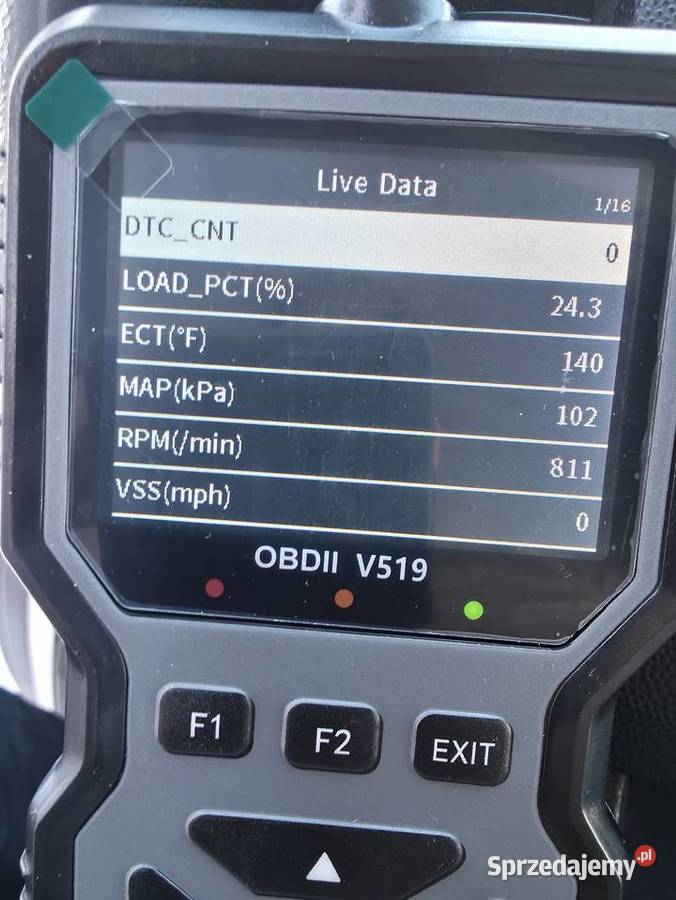 Live Data
1/16
DTC_CNT 0
LOAD_PCT(%) 24.3
ECT(°F) 140
MAP(kPa) 102
RPM(/min) 811
VSS(mph) 0
OBDII V519
F1 F2 EXIT
Sprzedajemy.pl